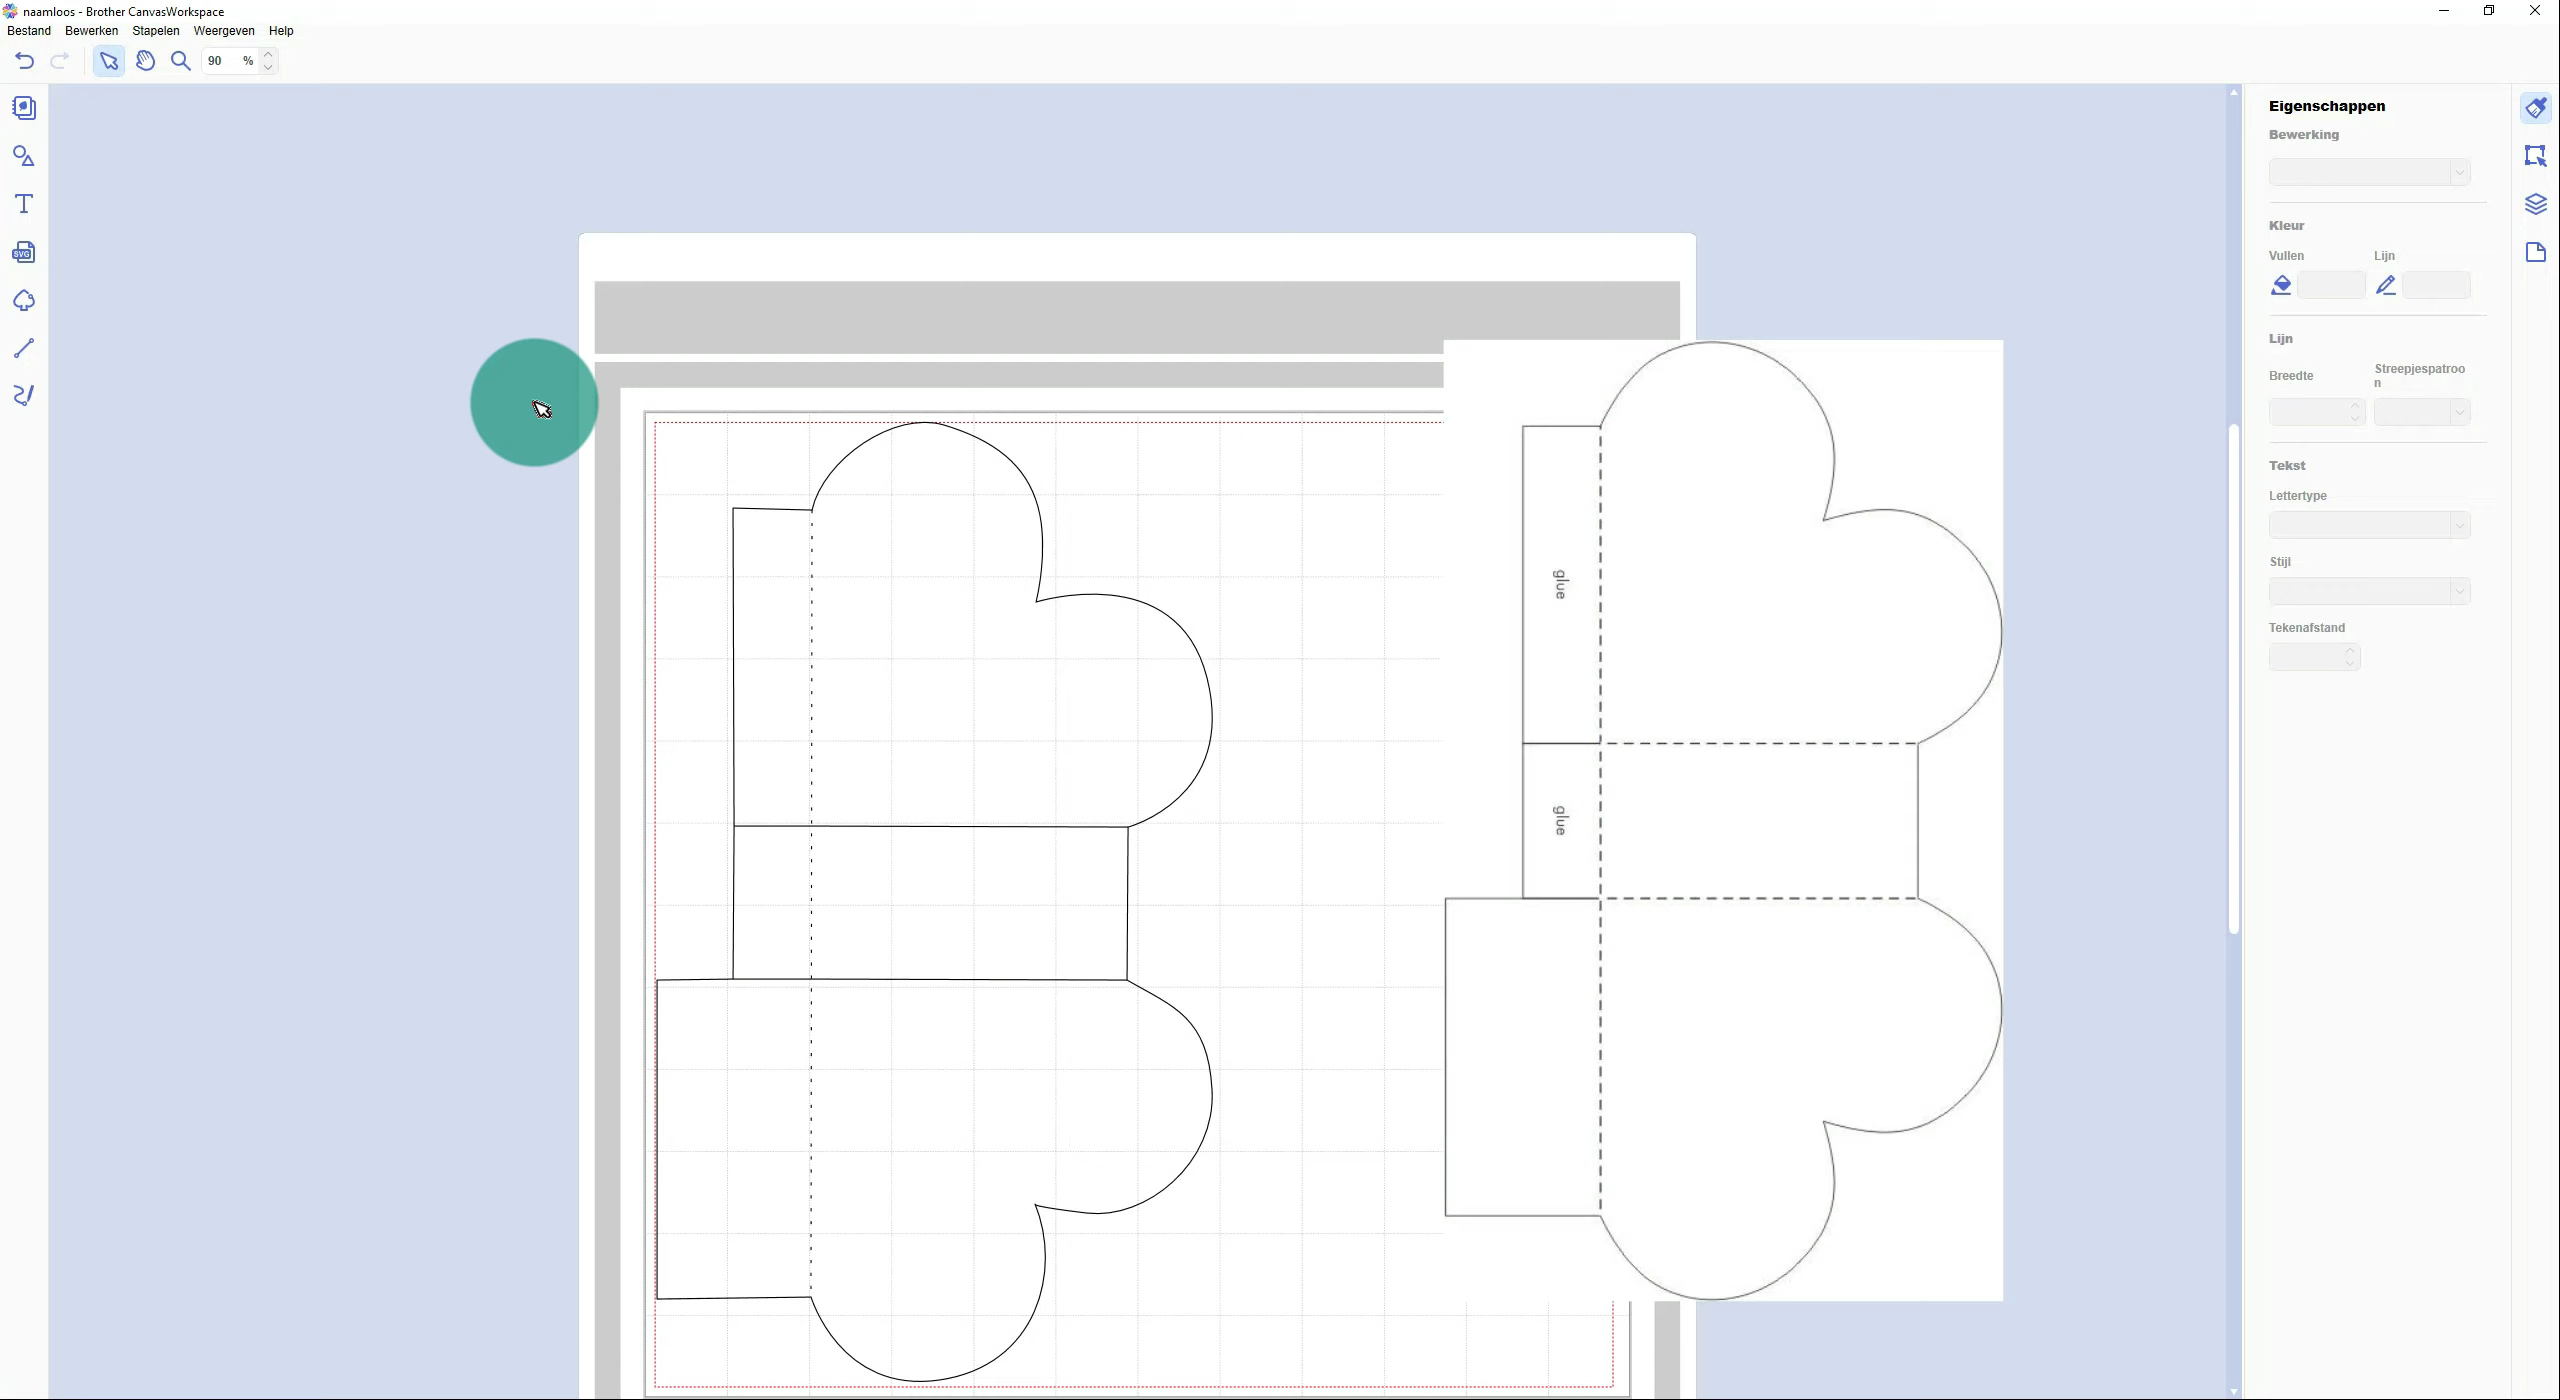 naamloos - Brother CanvasWorkspace
Bestand Bewerken Stapelen Weergeven Help
90 %
SVG
glue
glue
Eigenschappen
Bewerking
Kleur
Vullen Lijn
Lijn
Breedte Streepjespatroo
n
Tekst
Lettertype
Stijl
Tekenafstand